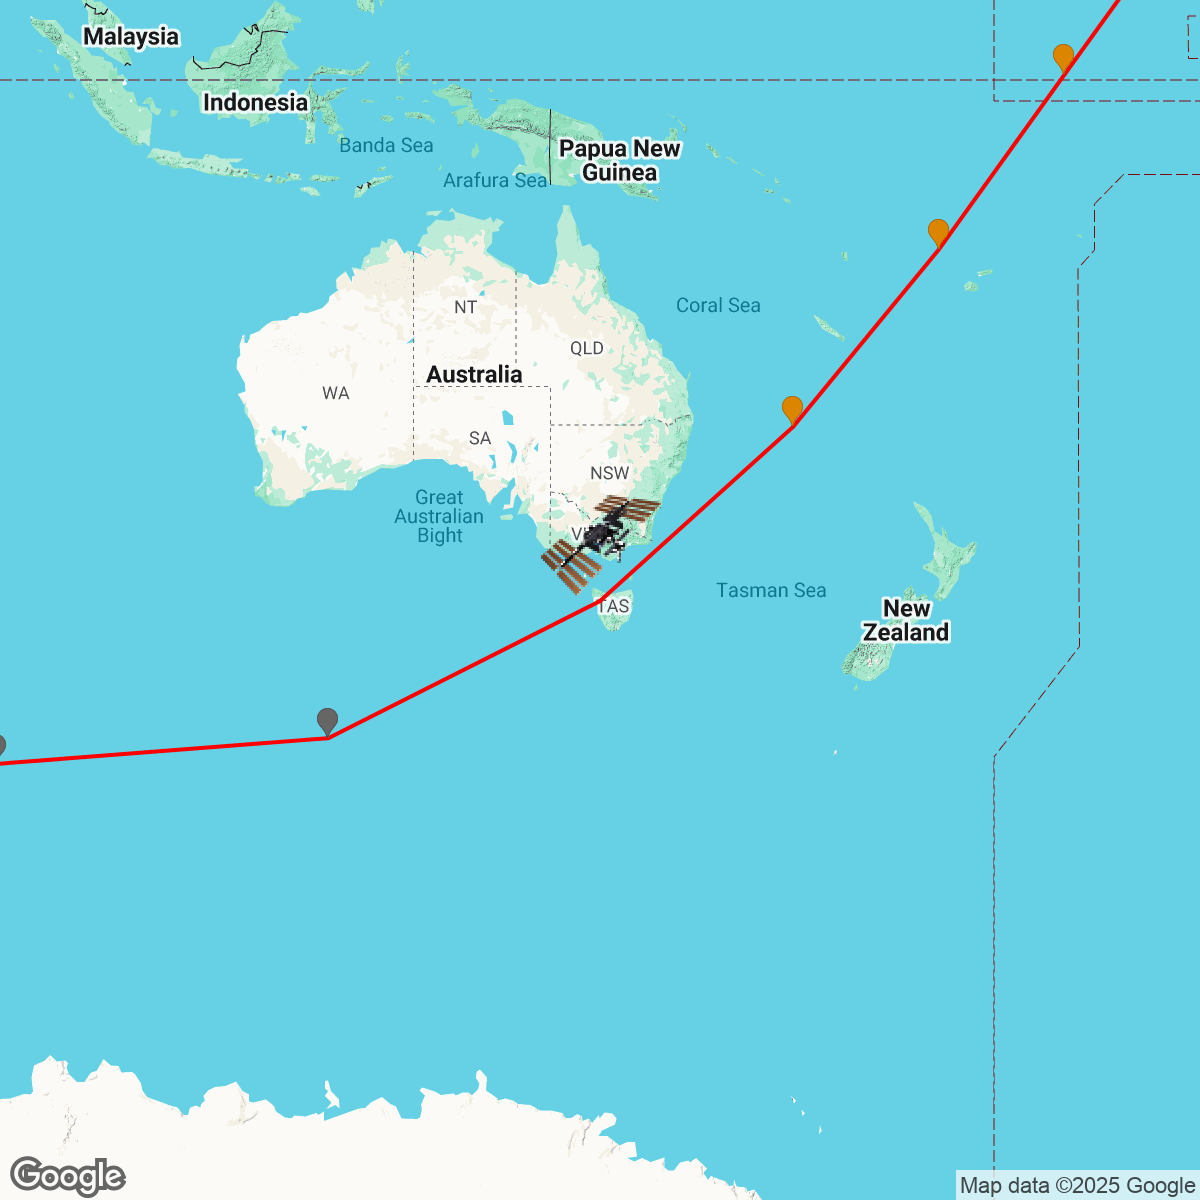 Malaysia
Indonesia
Banda Sea
Papua New
Guinea
Arafura Sea
NT
Coral Sea
QLD
Australia
WA
SA
NSW
Great
Australian
Bight
Tasman Sea
TAS
New
Zealand
Google
Map data ©2025 Google